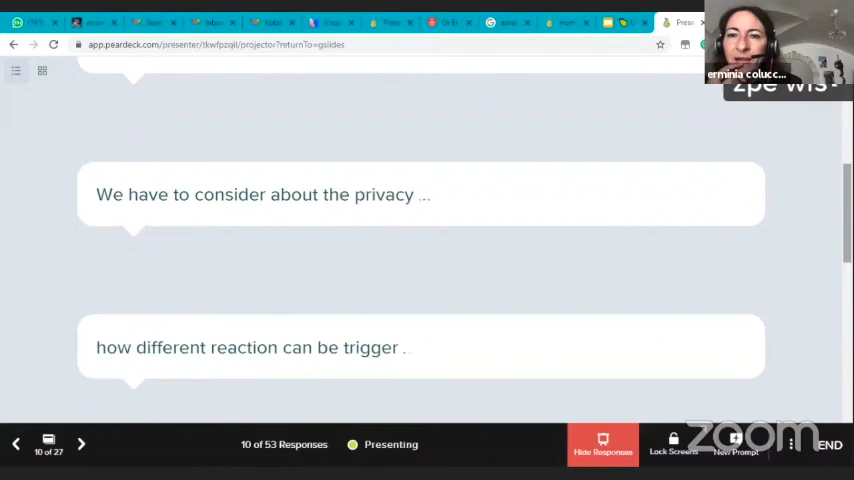 app.peardeck.com/presenter/tkwfpzqil/projector?returnTo=gslides
erminia colucc...
We have to consider about the privacy ...
how different reaction can be trigger ..
10 of 27
10 of 53 Responses
Presenting
Hide Responses
Lock Screens
New Prompt
END
zoom